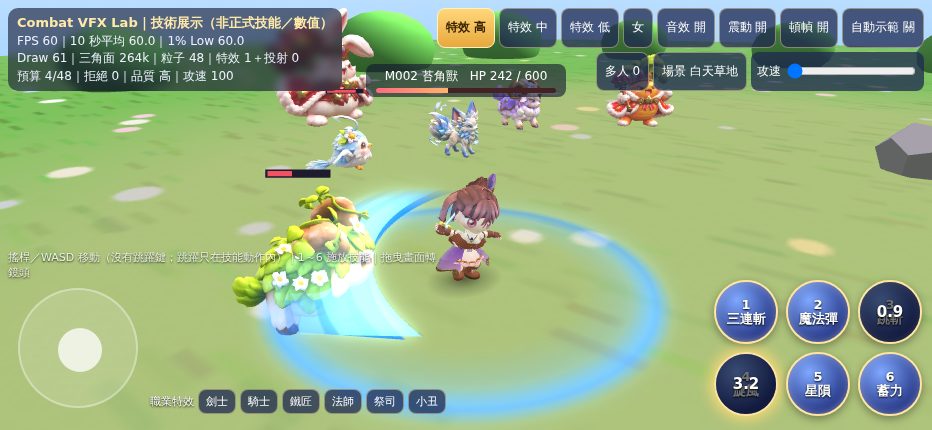 Combat VFX Lab｜技術展示（非正式技能／數值）
FPS 60｜10 秒平均 60.0｜1% Low 60.0
Draw 61｜三角面 264k｜粒子 48｜特效 1＋投射 0
預算 4/48｜拒絕 0｜品質 高｜攻速 100
特效 高
特效 中
特效 低
女
音效 開
震動 開
頓幀 開
自動示範 關
多人 0
場景 白天草地
攻速
M002 苔角獸 HP 242 / 600
搖桿／WASD 移動（沒有跳躍鍵；跳躍只在技能動作內）｜1～6 施放技能｜拖曳畫面轉
鏡頭
1
三連斬
2
魔法彈
3
0.9
跳斬
4
3.2
旋風
5
星隕
6
蓄力
職業特效
劍士
騎士
鐵匠
法師
祭司
小丑